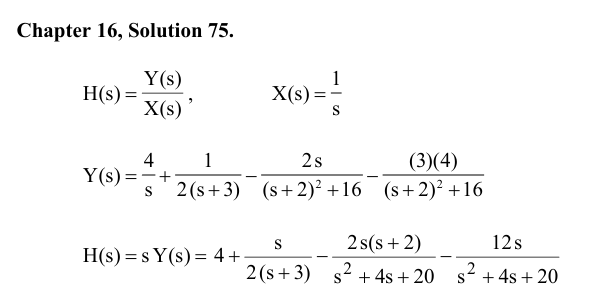 Chapter 16, Solution 75.
H(s) = Y(s)/X(s) , X(s) = 1/s
Y(s) = 4/s + 1/(2(s+3)) − 2s/((s+2)² +16) − (3)(4)/((s+2)² +16)
H(s) = s Y(s) = 4 + s/(2(s+3)) − 2s(s+2)/(s² + 4s + 20) − 12s/(s² + 4s + 20)